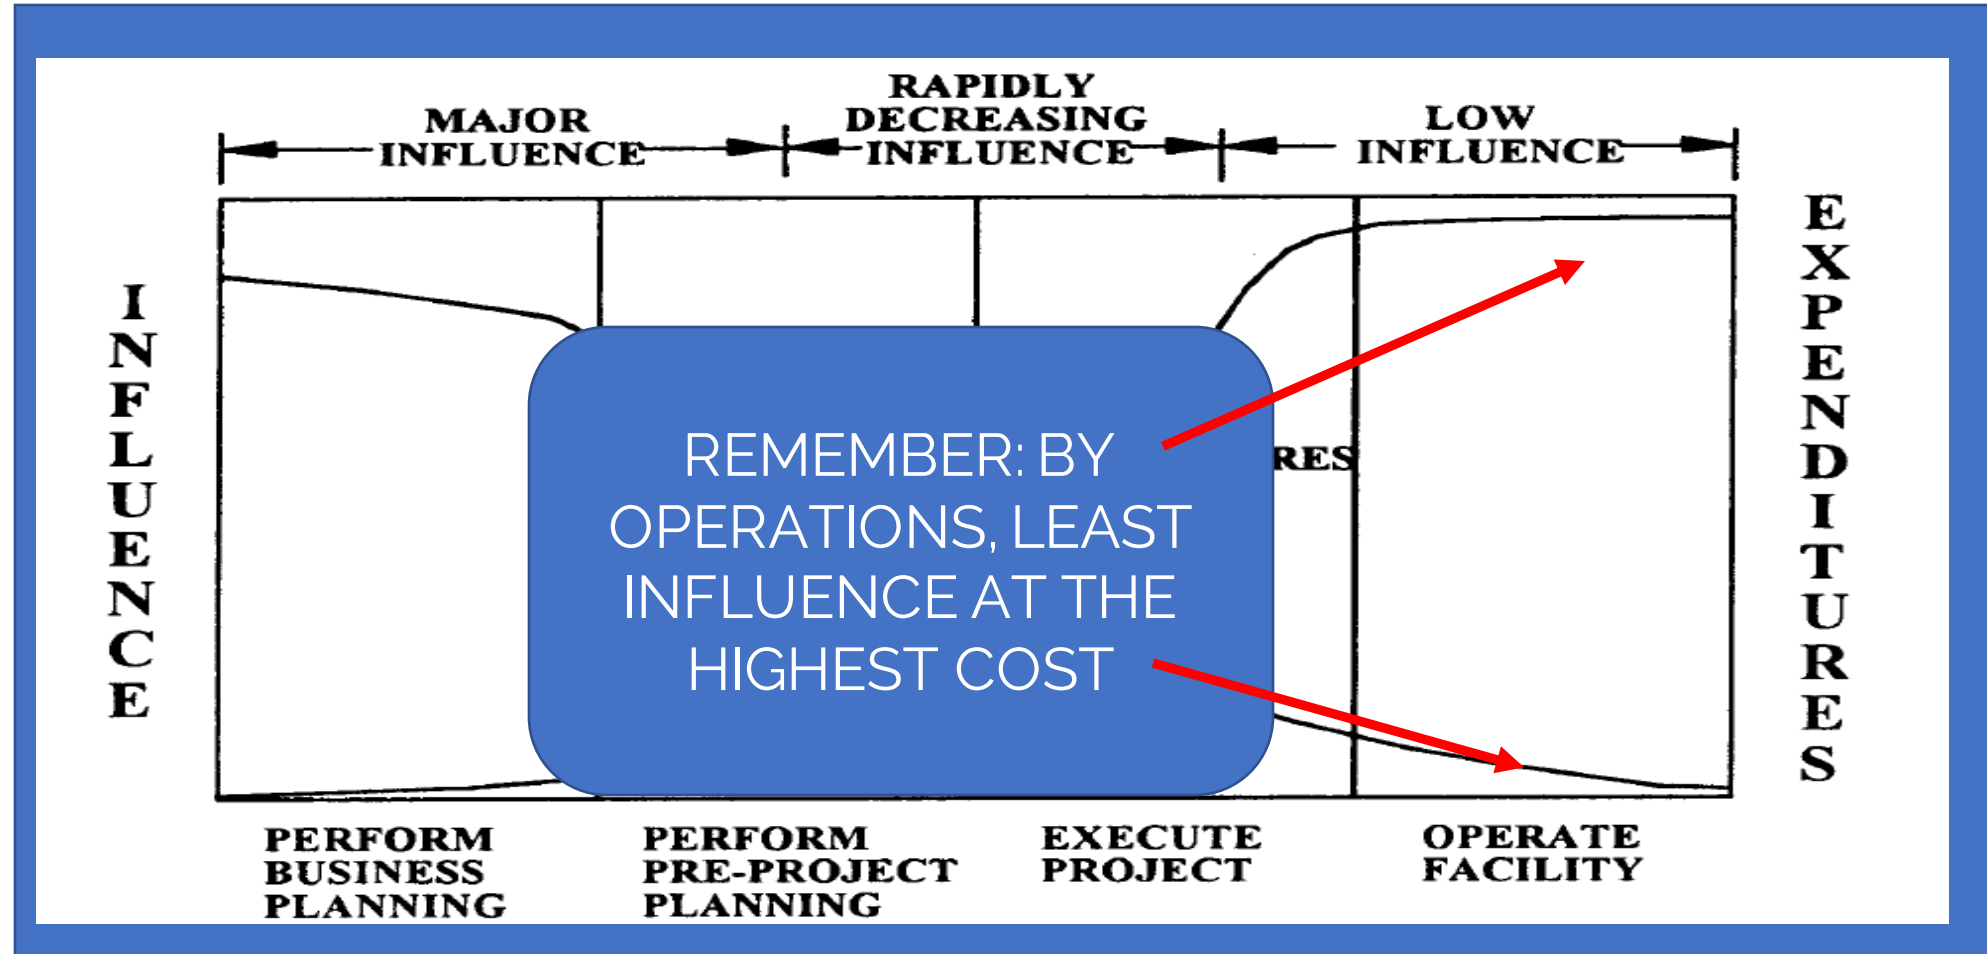 MAJOR
INFLUENCE
RAPIDLY
DECREASING
INFLUENCE
LOW
INFLUENCE
INFLUENCE
REMEMBER: BY
OPERATIONS, LEAST
INFLUENCE AT THE
HIGHEST COST
RES
EXPENDITURES
PERFORM
BUSINESS
PLANNING
PERFORM
PRE-PROJECT
PLANNING
EXECUTE
PROJECT
OPERATE
FACILITY